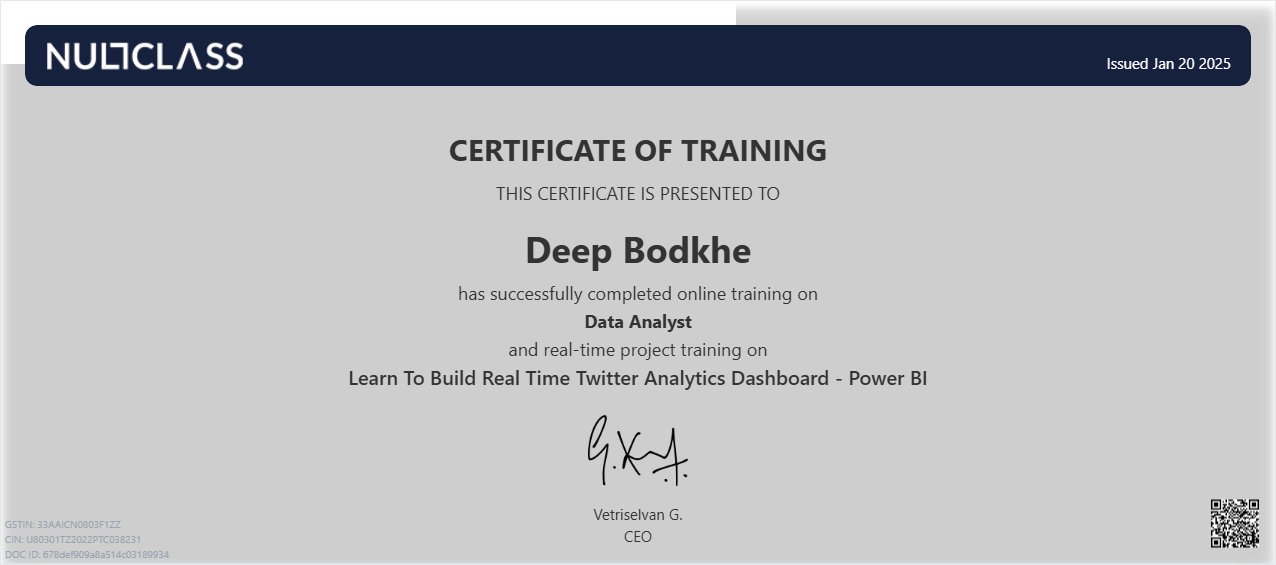 NULLCLASS
Issued Jan 20 2025
CERTIFICATE OF TRAINING
THIS CERTIFICATE IS PRESENTED TO
Deep Bodkhe
has successfully completed online training on
Data Analyst
and real-time project training on
Learn To Build Real Time Twitter Analytics Dashboard - Power BI
Vetriselvan G.
CEO
GSTIN: 33AAICN0803F1ZZ
CIN: U80301TZ2022PTC038231
DOC ID: 678def909a8a514c03189934